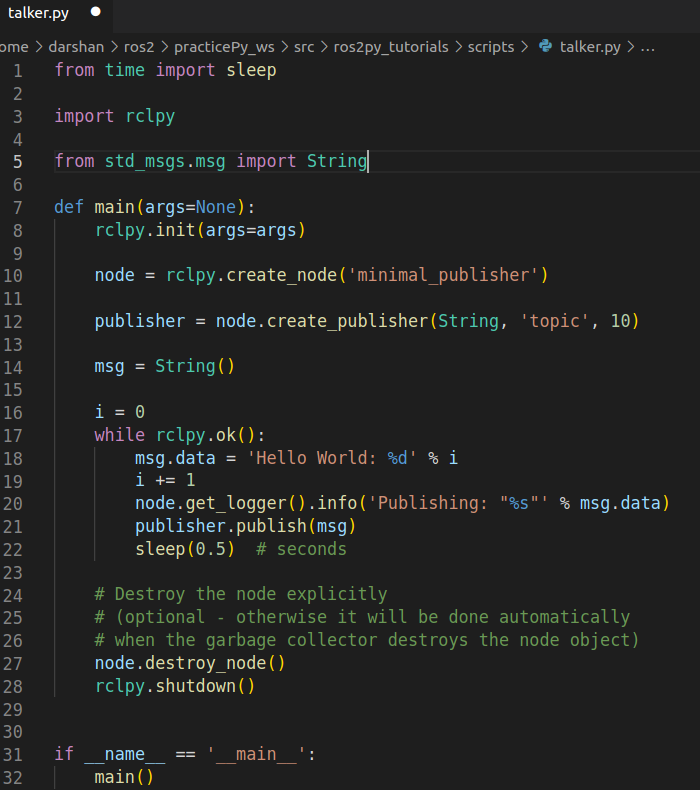 talker.py ●
ome > darshan > ros2 > practicePy_ws > src > ros2py_tutorials > scripts > talker.py > ...
1 from time import sleep
2
3 import rclpy
4
5 from std_msgs.msg import String
6
7 def main(args=None):
8     rclpy.init(args=args)
9
10     node = rclpy.create_node('minimal_publisher')
11
12     publisher = node.create_publisher(String, 'topic', 10)
13
14     msg = String()
15
16     i = 0
17     while rclpy.ok():
18         msg.data = 'Hello World: %d' % i
19         i += 1
20         node.get_logger().info('Publishing: "%s"' % msg.data)
21         publisher.publish(msg)
22         sleep(0.5)  # seconds
23
24     # Destroy the node explicitly
25     # (optional - otherwise it will be done automatically
26     # when the garbage collector destroys the node object)
27     node.destroy_node()
28     rclpy.shutdown()
29
30
31 if __name__ == '__main__':
32     main()